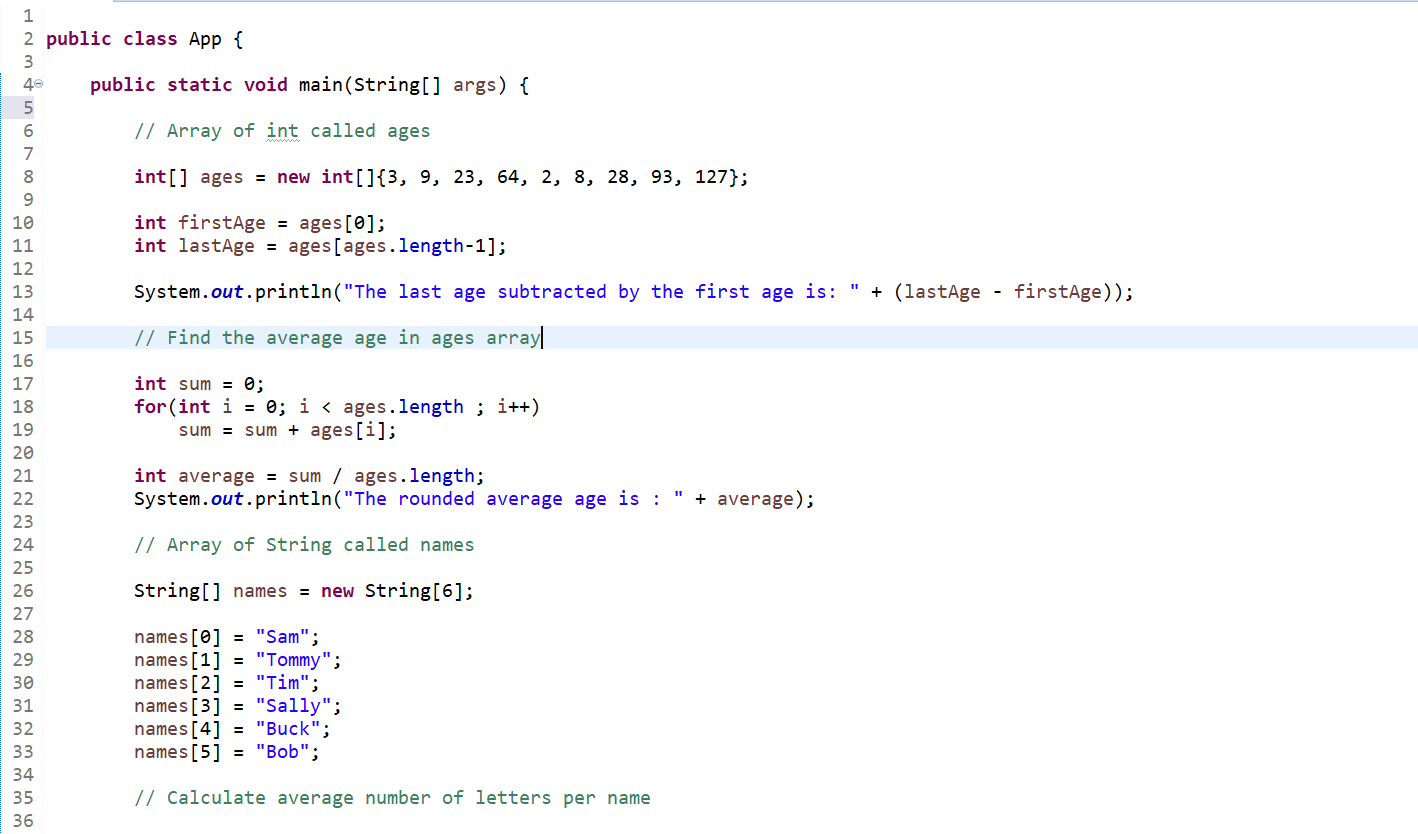 1
2 public class App {
3
4 public static void main(String[] args) {
5
6 // Array of int called ages
7
8 int[] ages = new int[]{3, 9, 23, 64, 2, 8, 28, 93, 127};
9
10 int firstAge = ages[0];
11 int lastAge = ages[ages.length-1];
12
13 System.out.println("The last age subtracted by the first age is: " + (lastAge - firstAge));
14
15 // Find the average age in ages array
16
17 int sum = 0;
18 for(int i = 0; i < ages.length ; i++)
19 sum = sum + ages[i];
20
21 int average = sum / ages.length;
22 System.out.println("The rounded average age is : " + average);
23
24 // Array of String called names
25
26 String[] names = new String[6];
27
28 names[0] = "Sam";
29 names[1] = "Tommy";
30 names[2] = "Tim";
31 names[3] = "Sally";
32 names[4] = "Buck";
33 names[5] = "Bob";
34
35 // Calculate average number of letters per name
36